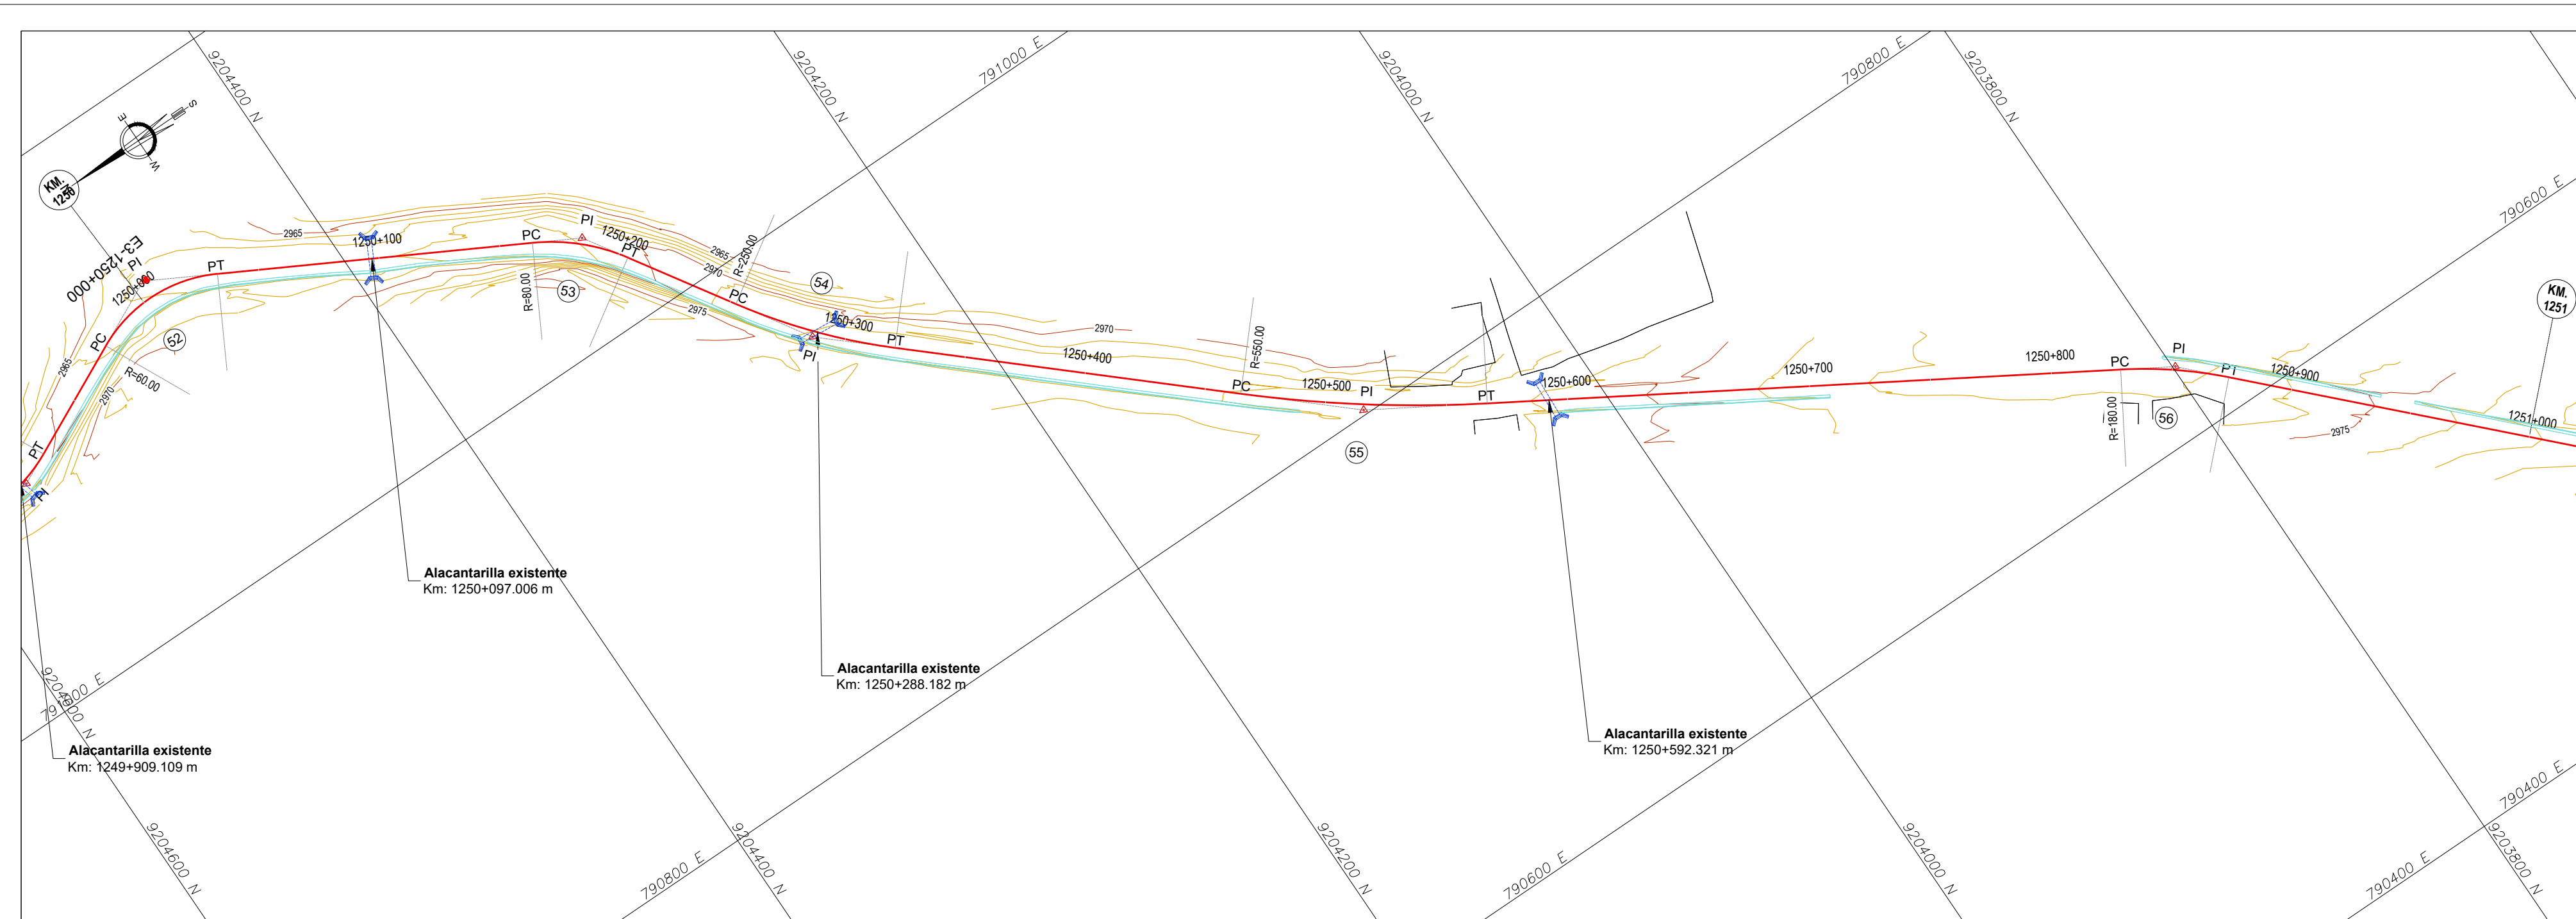 9204400 N
9204200 N
791000 E
9204000 N
790800 E
9203800 N
790600 E
S
E
W
KM.
1250
E3-1250+000
PI
1250+000
PT
2965
1250+100
PC
PI
1250+200
PT
2965
2970
R=250.00
PC
54
1250+300
PT
PI
2970
1250+400
R=550.00
PC
1250+500
PI
PT
1250+600
1250+700
1250+800
PC
PI
PT
1250+900
KM.
1251
1251+000
2975
R=180.00
56
55
PC
52
R=60.00
2965
2970
PT
PI
R=80.00
53
2975
Alacantarilla existente
Km: 1250+097.006 m
Alacantarilla existente
Km: 1250+288.182 m
Alacantarilla existente
Km: 1250+592.321 m
Alacantarilla existente
Km: 1249+909.109 m
9204600 N
9204600 N
9204400 N
790800 E
9204200 N
790600 E
9204000 N
790400 E
790400 E
9203800 N